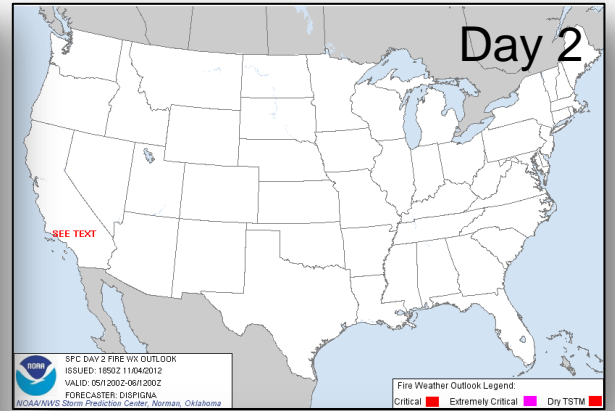 Day 2
SEE TEXT
NOAA
SPC DAY 2 FIRE WX OUTLOOK
ISSUED: 1850Z 11/04/2012
VALID: 05/1200Z-06/1200Z
FORECASTER: DISPIGNA
NOAA/NWS Storm Prediction Center, Norman, Oklahoma
Fire Weather Outlook Legend:
Critical Extremely Critical Dry TSTM